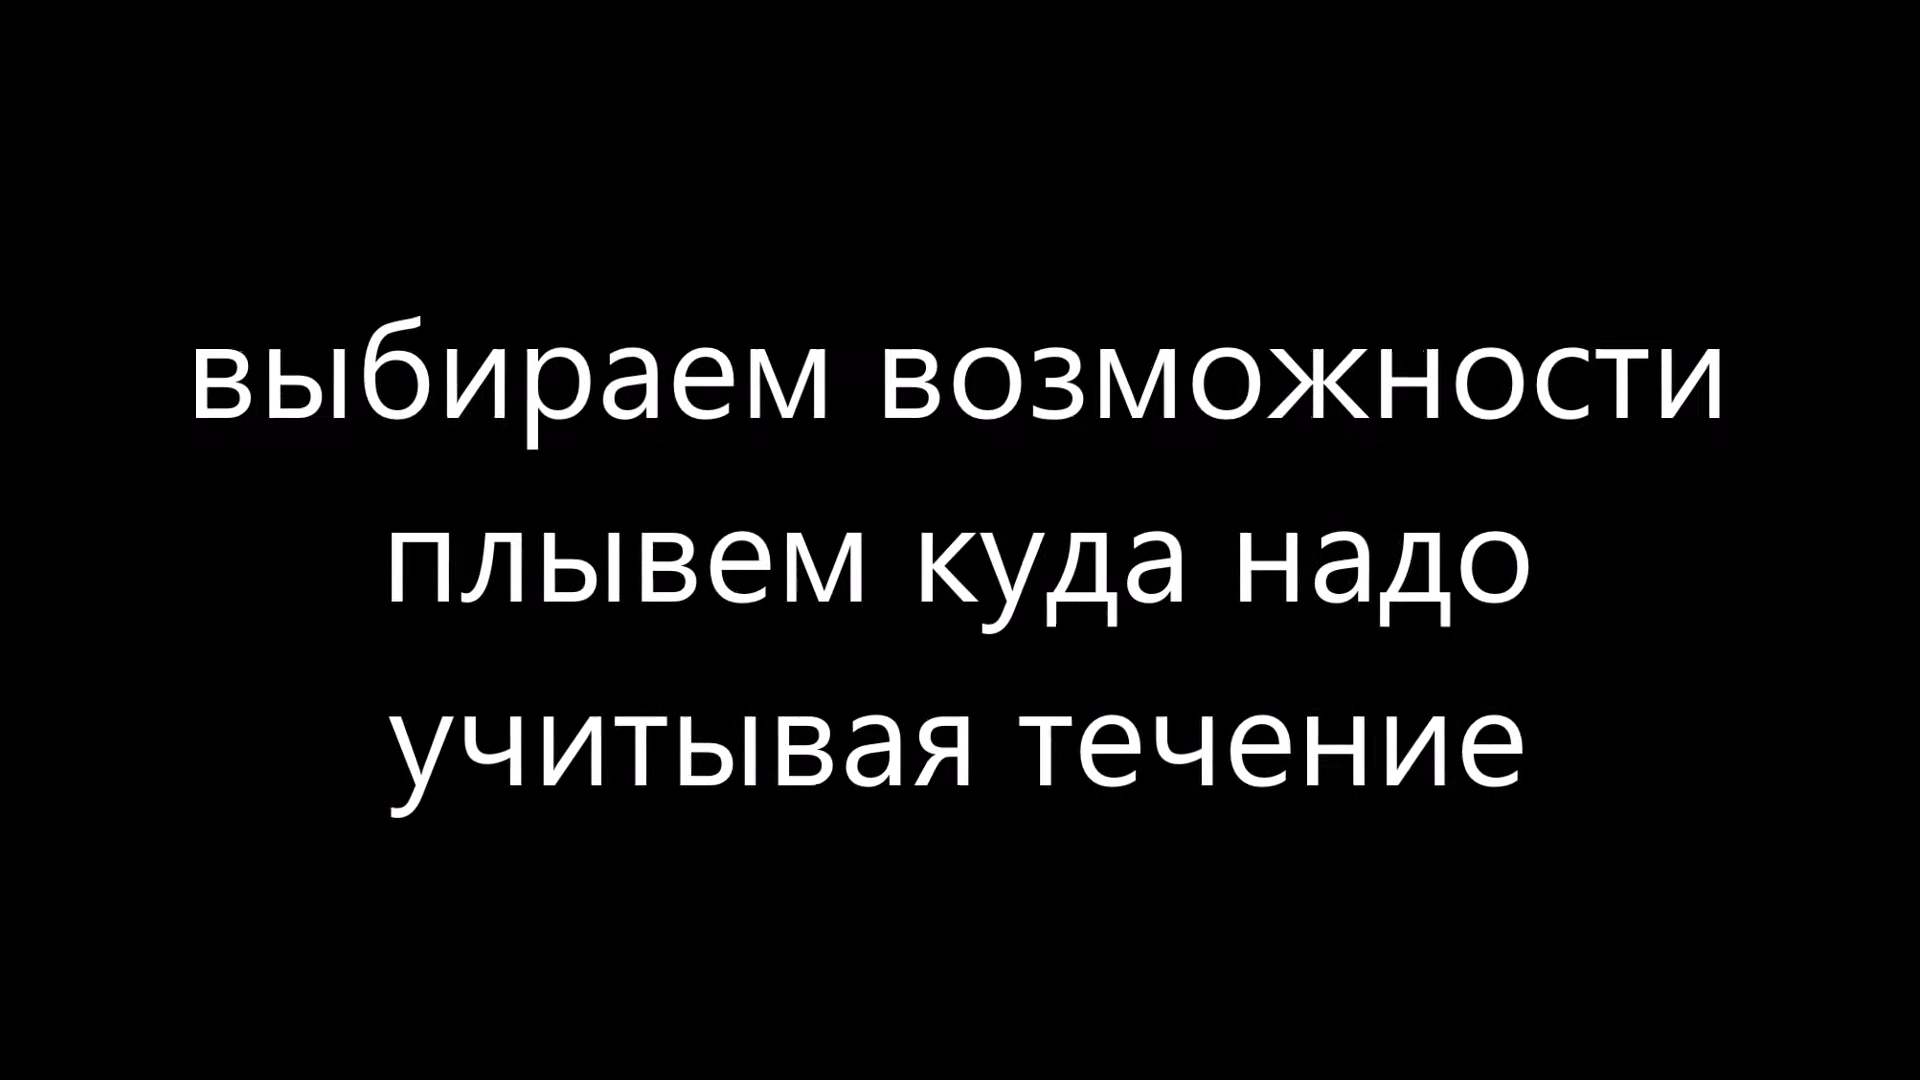 выбираем возможности
плывем куда надо
учитывая течение